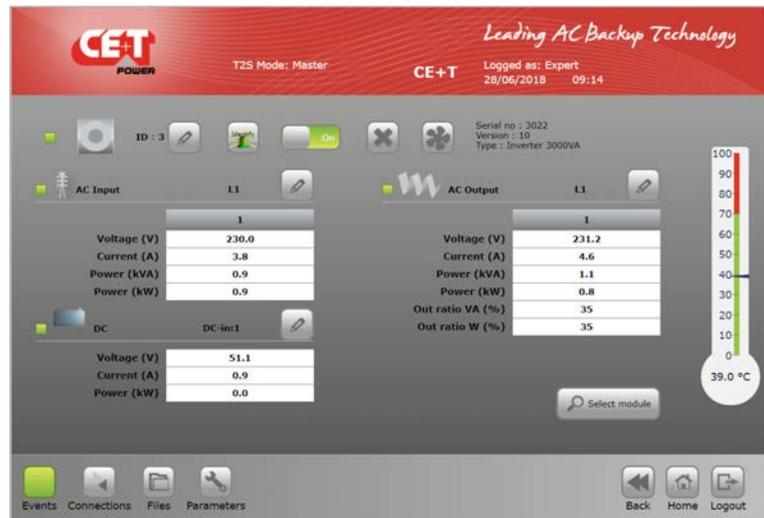 CE+T
POWER
Leading AC Backup Technology
T2S Mode: Master
CE+T
Logged as: Expert
28/06/2018 09:14
ID : 3
Identify
On
Serial no : 3022
Version : 10
Type : Inverter 3000VA
AC Input L1
1
Voltage (V) 230.0
Current (A) 3.8
Power (kVA) 0.9
Power (kW) 0.9
DC DC-in:1
Voltage (V) 51.1
Current (A) 0.9
Power (kW) 0.0
AC Output L1
1
Voltage (V) 231.2
Current (A) 4.6
Power (kVA) 1.1
Power (kW) 0.8
Out ratio VA (%) 35
Out ratio W (%) 35
100
90
80
70
60
50
40
30
20
10
0
39.0 °C
Select module
Events Connections Files Parameters Back Home Logout